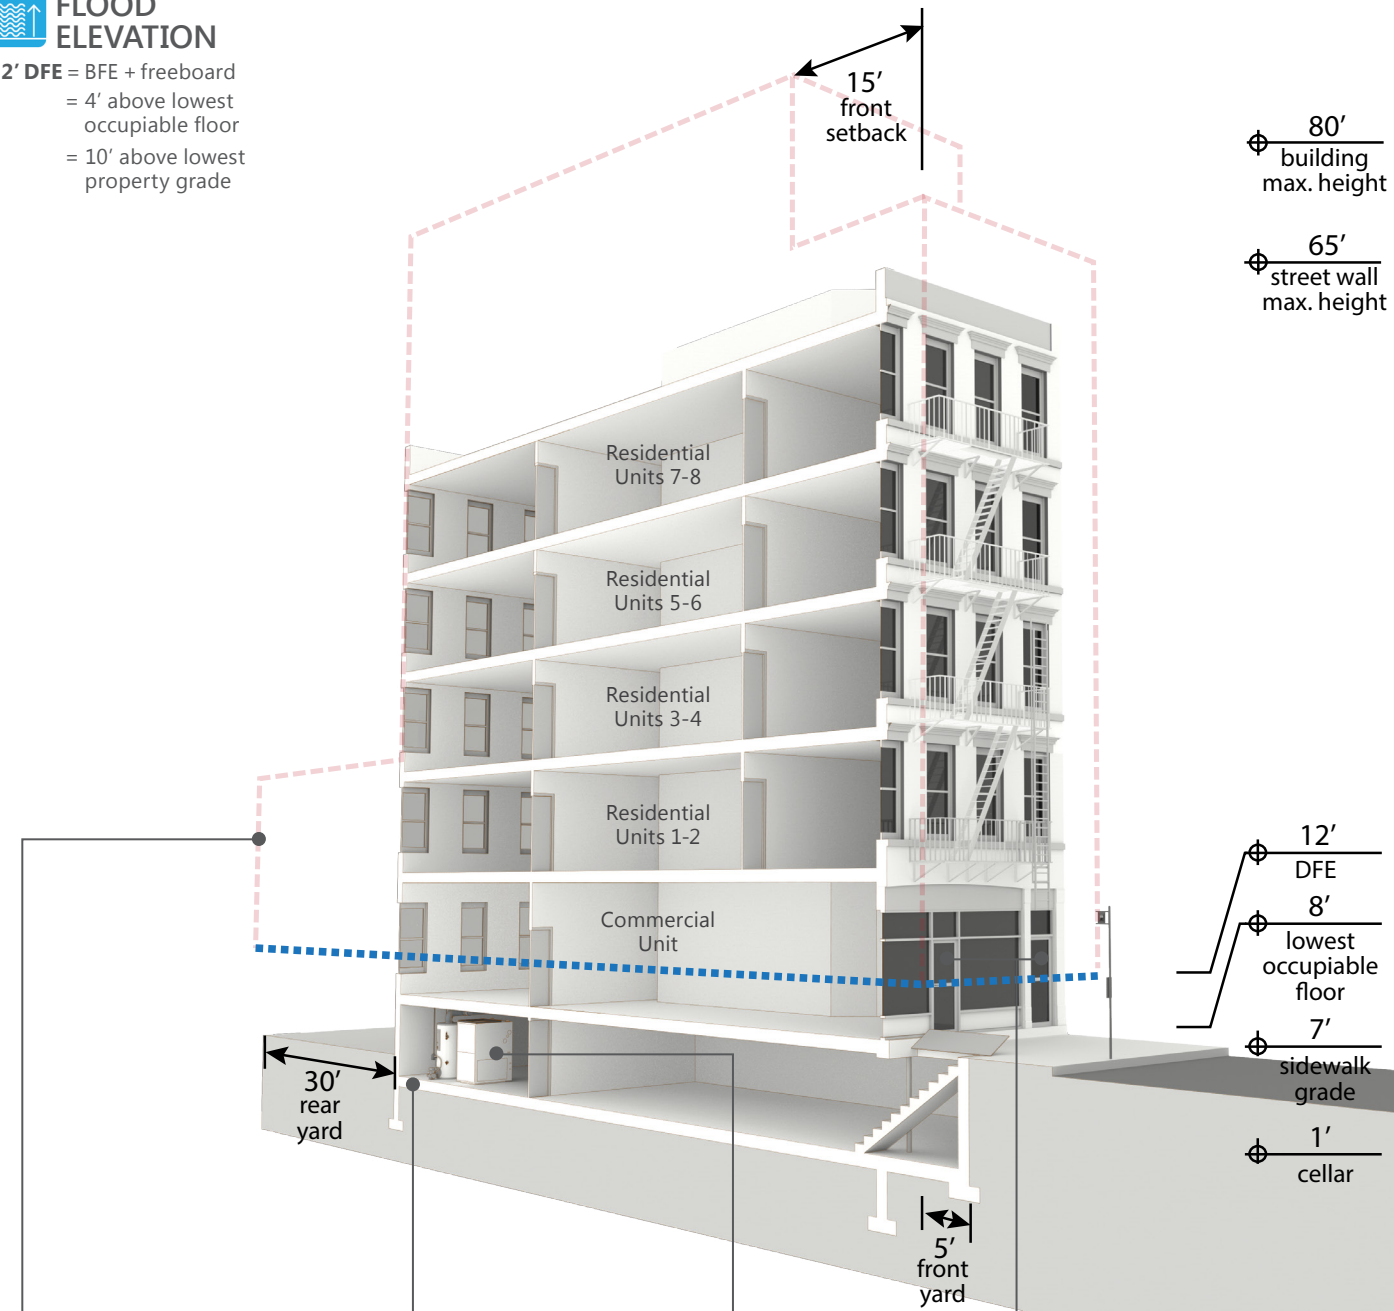 FLOOD
ELEVATION
2’ DFE = BFE + freeboard
= 4’ above lowest
occupiable floor
= 10’ above lowest
property grade
15’
front
setback
80’
building
max. height
65’
street wall
max. height
Residential
Units 7-8
Residential
Units 5-6
Residential
Units 3-4
Residential
Units 1-2
Commercial
Unit
12’
DFE
8’
lowest
occupiable
floor
7’
sidewalk
grade
1’
cellar
30’
rear
yard
5’
front
yard